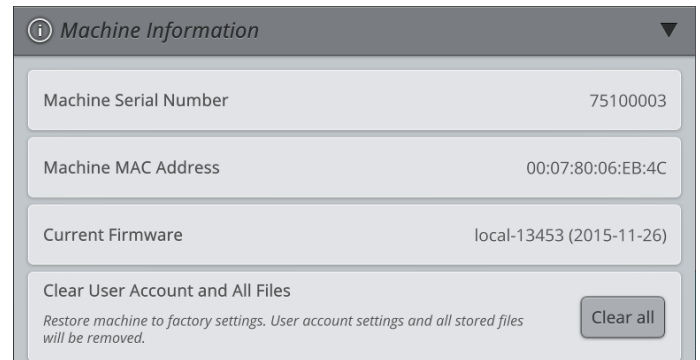 Machine Information
Machine Serial Number 75100003
Machine MAC Address 00:07:80:06:EB:4C
Current Firmware local-13453 (2015-11-26)
Clear User Account and All Files
Restore machine to factory settings. User account settings and all stored files
will be removed.
Clear all